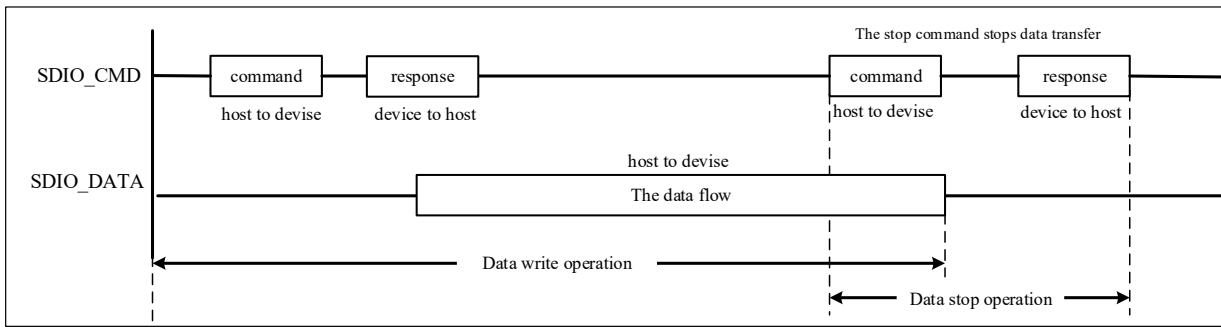 The stop command stops data transfer
SDIO_CMD
command
response
command
response
host to devise
device to host
host to devise
device to host
host to devise
SDIO_DATA
The data flow
Data write operation
Data stop operation